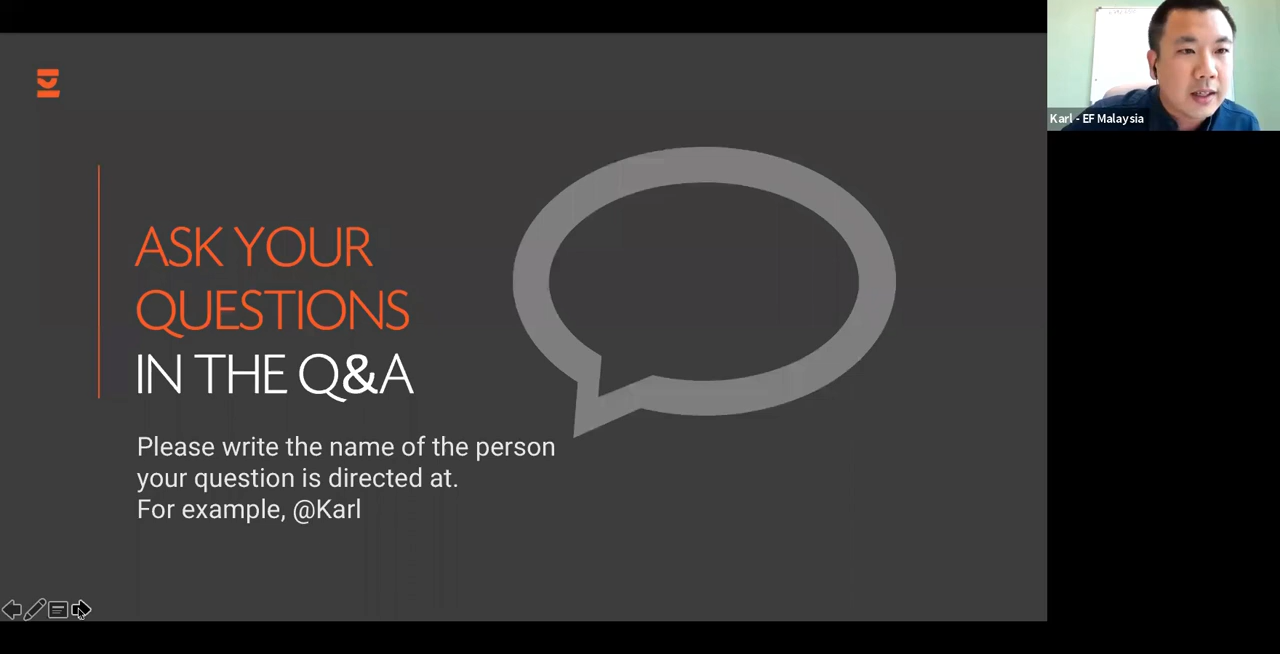 ASK YOUR
QUESTIONS
IN THE Q&A
Please write the name of the person
your question is directed at.
For example, @Karl
Karl - EF Malaysia